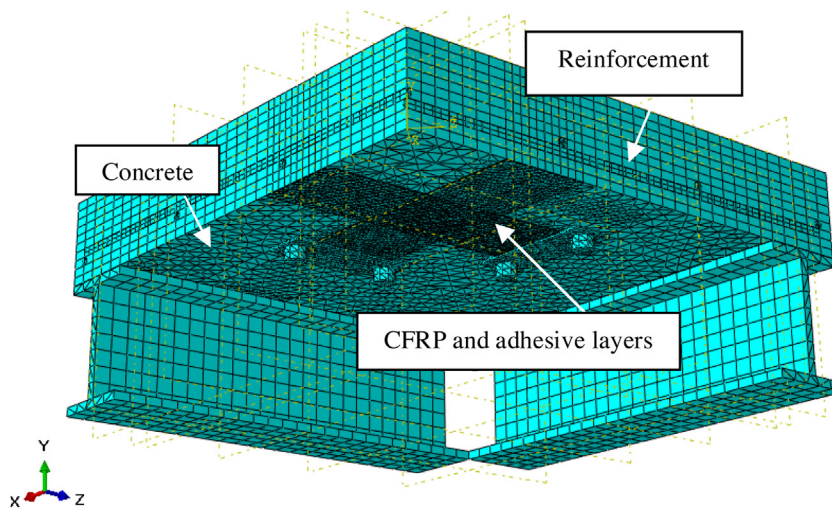 Reinforcement
Concrete
CFRP and adhesive layers
Y
X
Z